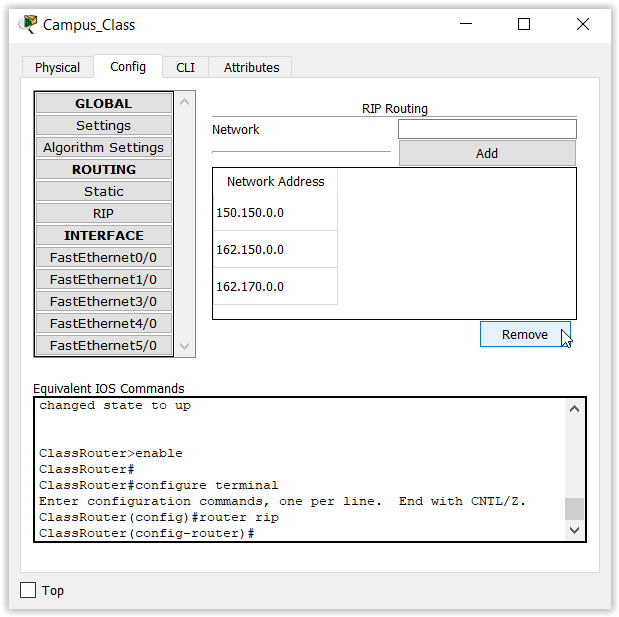 Campus_Class
Physical
Config
CLI
Attributes
GLOBAL
Settings
Algorithm Settings
ROUTING
Static
RIP
INTERFACE
FastEthernet0/0
FastEthernet1/0
FastEthernet3/0
FastEthernet4/0
FastEthernet5/0
RIP Routing
Network
Add
Network Address
150.150.0.0
162.150.0.0
162.170.0.0
Remove
Equivalent IOS Commands
changed state to up
ClassRouter>enable
ClassRouter#
ClassRouter#configure terminal
Enter configuration commands, one per line.  End with CNTL/Z.
ClassRouter(config)#router rip
ClassRouter(config-router)#
Top